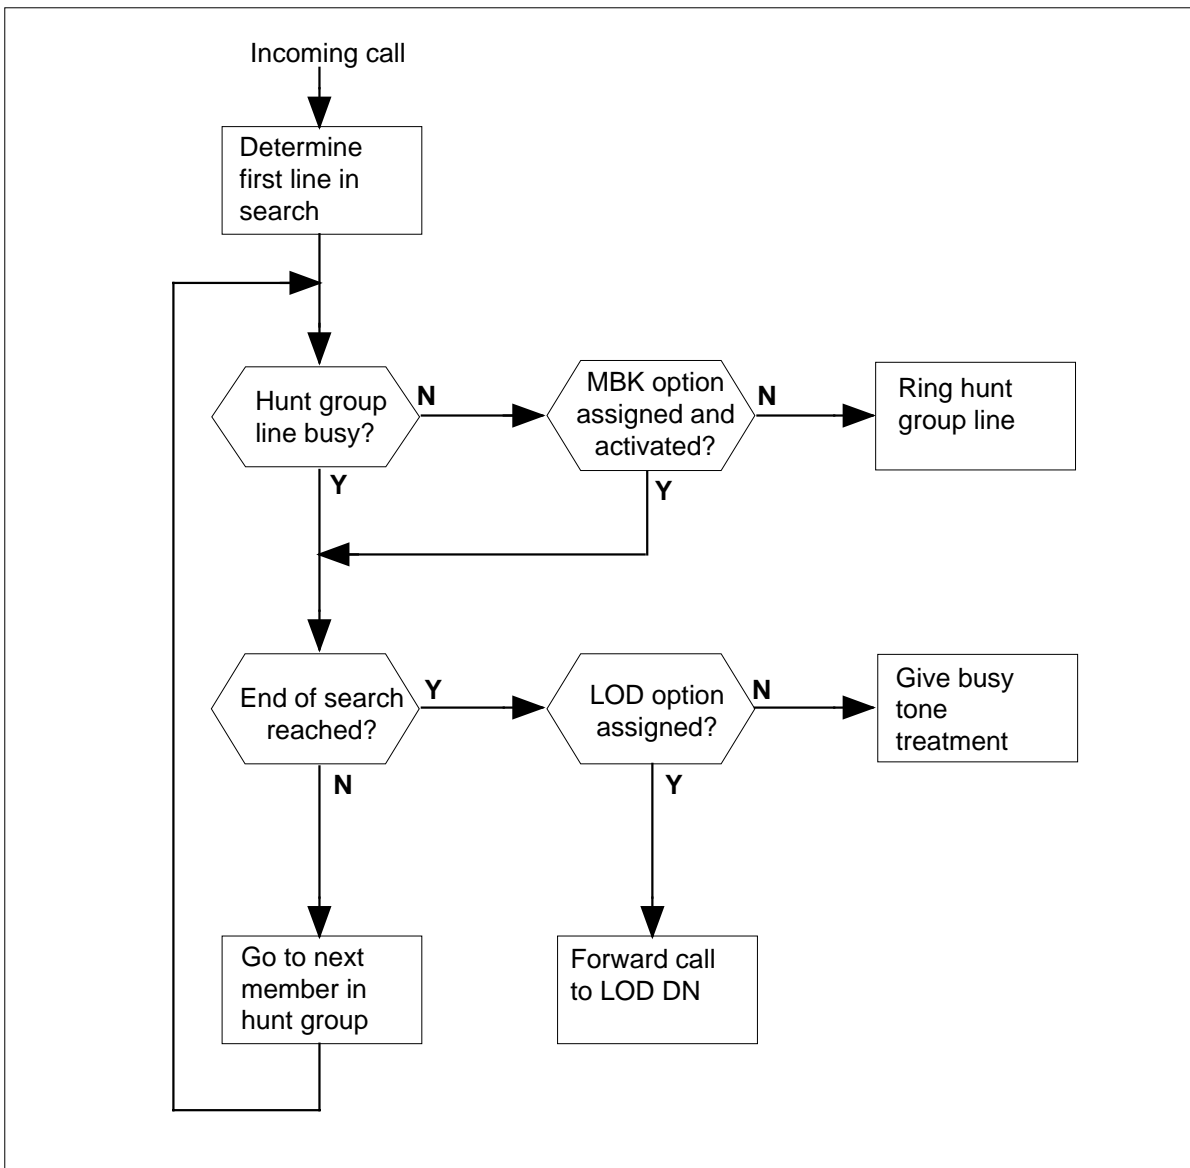 Incoming call
Determine
first line in
search
Hunt group
line busy?
N
MBK option
assigned and
activated?
N
Ring hunt
group line
Y
Y
End of search
reached?
Y
LOD option
assigned?
N
Give busy
tone
treatment
N
Y
Go to next
member in
hunt group
Forward call
to LOD DN